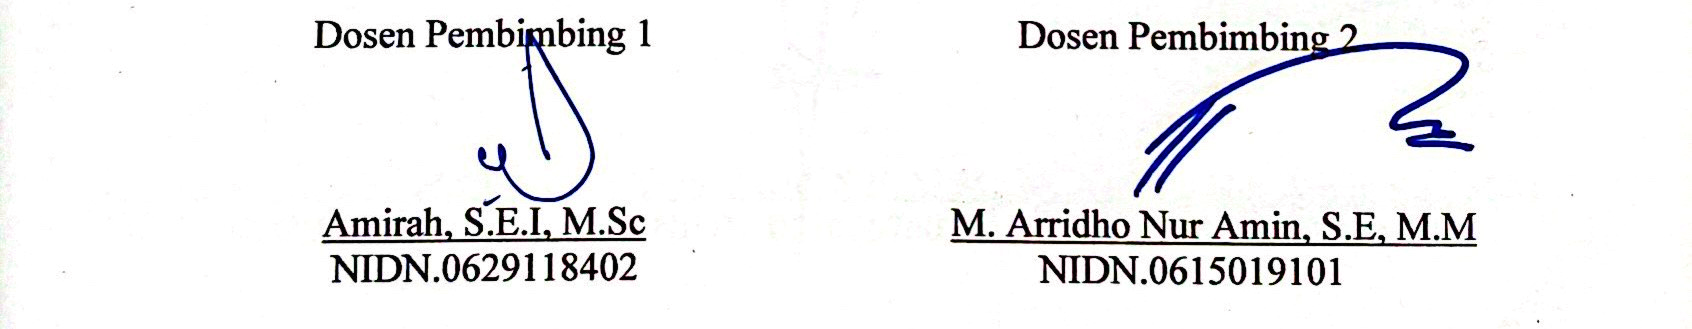 Dosen Pembimbing 1
Amirah, S.E.I, M.Sc
NIDN.0629118402
Dosen Pembimbing 2
M. Arridho Nur Amin, S.E, M.M
NIDN.0615019101